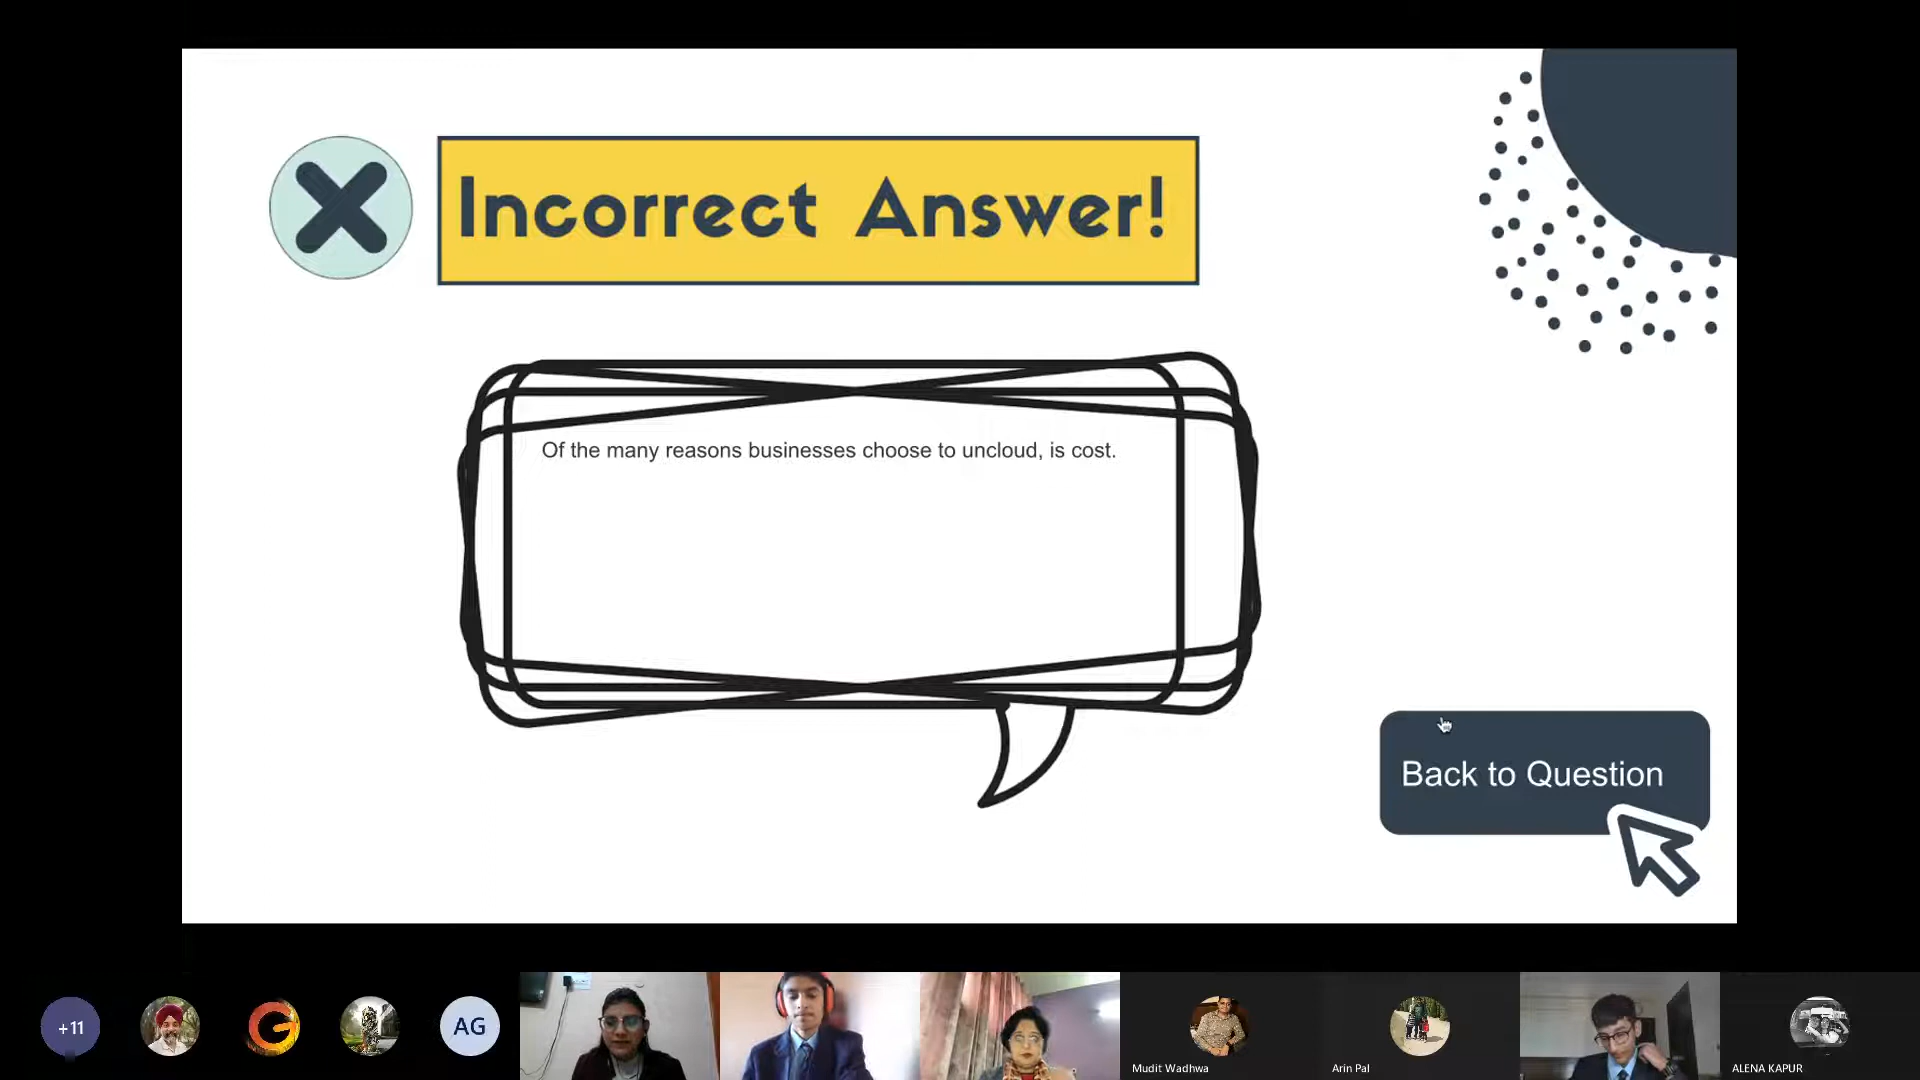 Incorrect Answer!
Of the many reasons businesses choose to uncloud, is cost.
Back to Question
+11
AG
Mudit Wadhwa
Arin Pal
ALENA KAPUR